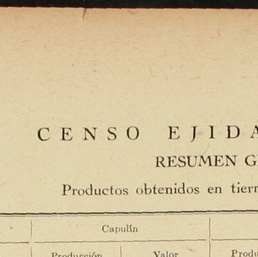 CENSO EJIDA
RESUMEN G
Productos obtenidos en tierr
Capulín
Producción Valor Produ